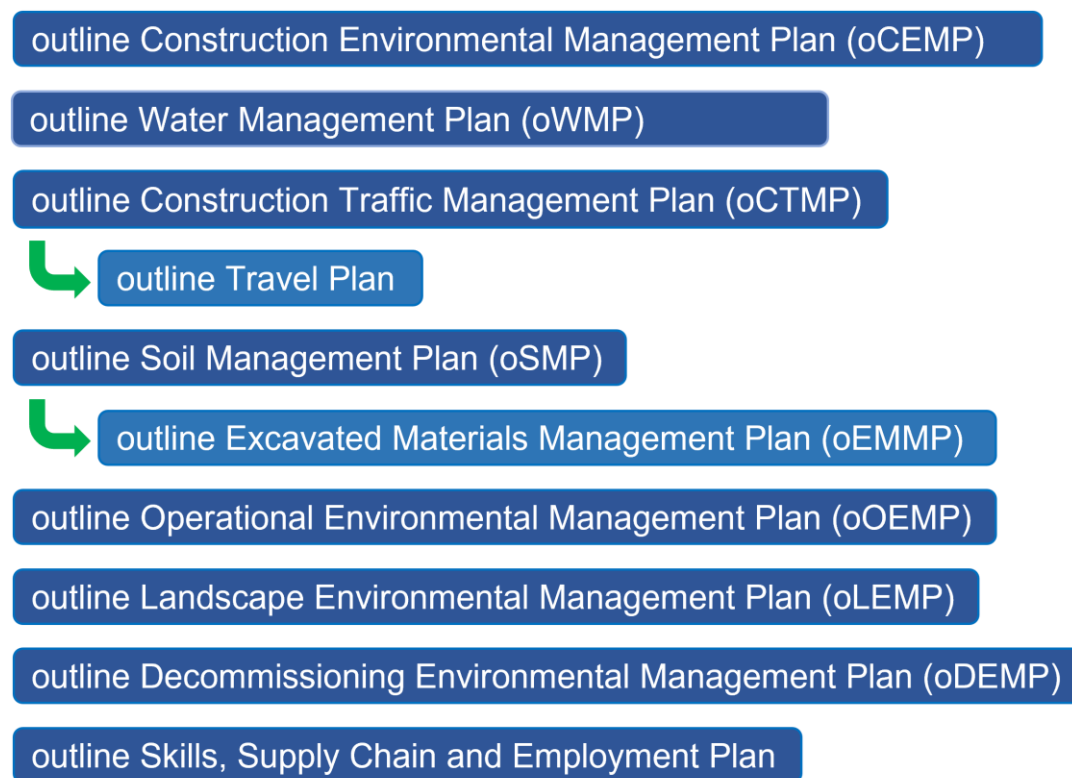 outline Construction Environmental Management Plan (oCEMP)
outline Water Management Plan (oWMP)
outline Construction Traffic Management Plan (oCTMP)
outline Travel Plan
outline Soil Management Plan (oSMP)
outline Excavated Materials Management Plan (oEMMP)
outline Operational Environmental Management Plan (oOEMP)
outline Landscape Environmental Management Plan (oLEMP)
outline Decommissioning Environmental Management Plan (oDEMP)
outline Skills, Supply Chain and Employment Plan